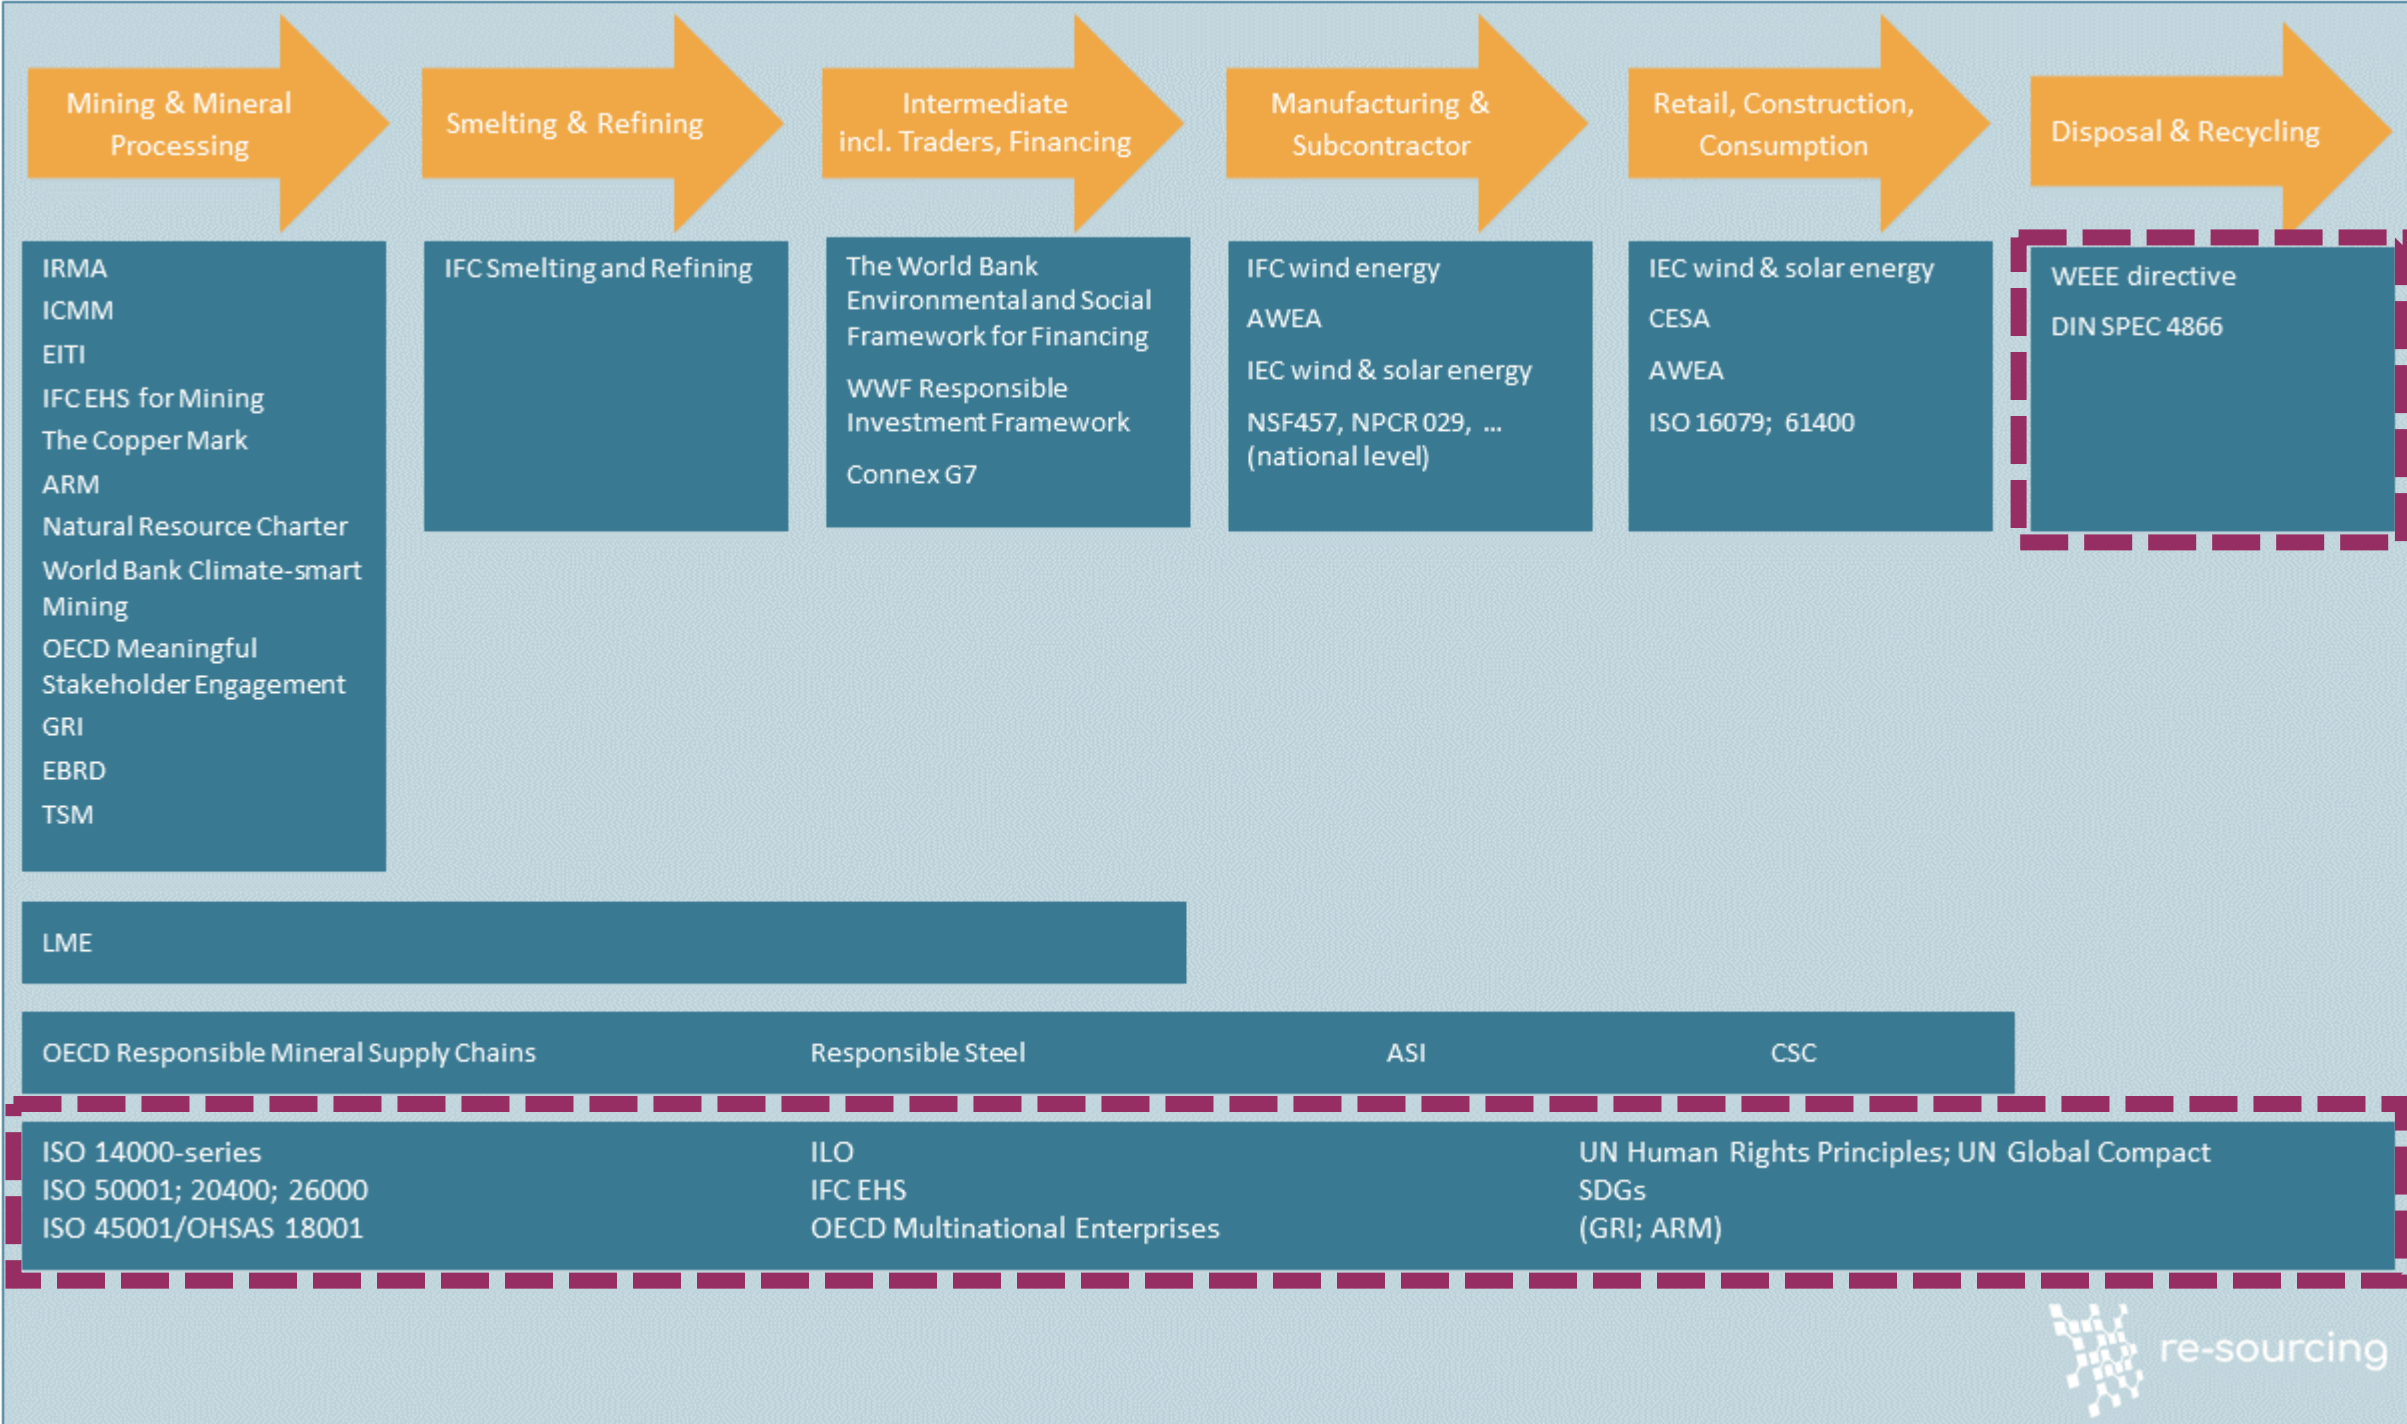 Mining & Mineral
Processing
Smelting & Refining
Intermediate
incl. Traders, Financing
Manufacturing &
Subcontractor
Retail, Construction,
Consumption
Disposal & Recycling
IRMA
ICMM
EITI
IFC EHS for Mining
The Copper Mark
ARM
Natural Resource Charter
World Bank Climate-smart
Mining
OECD Meaningful
Stakeholder Engagement
GRI
EBRD
TSM
IFC Smelting and Refining
The World Bank
Environmental and Social
Framework for Financing
WWF Responsible
Investment Framework
Connex G7
IFC wind energy
AWEA
IEC wind & solar energy
NSF457, NPCR 029, ...
(national level)
IEC wind & solar energy
CESA
AWEA
ISO 16079; 61400
WEEE directive
DIN SPEC 4866
LME
OECD Responsible Mineral Supply Chains
Responsible Steel
ASI
CSC
ISO 14000-series
ISO 50001; 20400; 26000
ISO 45001/OHSAS 18001
ILO
IFC EHS
OECD Multinational Enterprises
UN Human Rights Principles; UN Global Compact
SDGs
(GRI; ARM)
re-sourcing